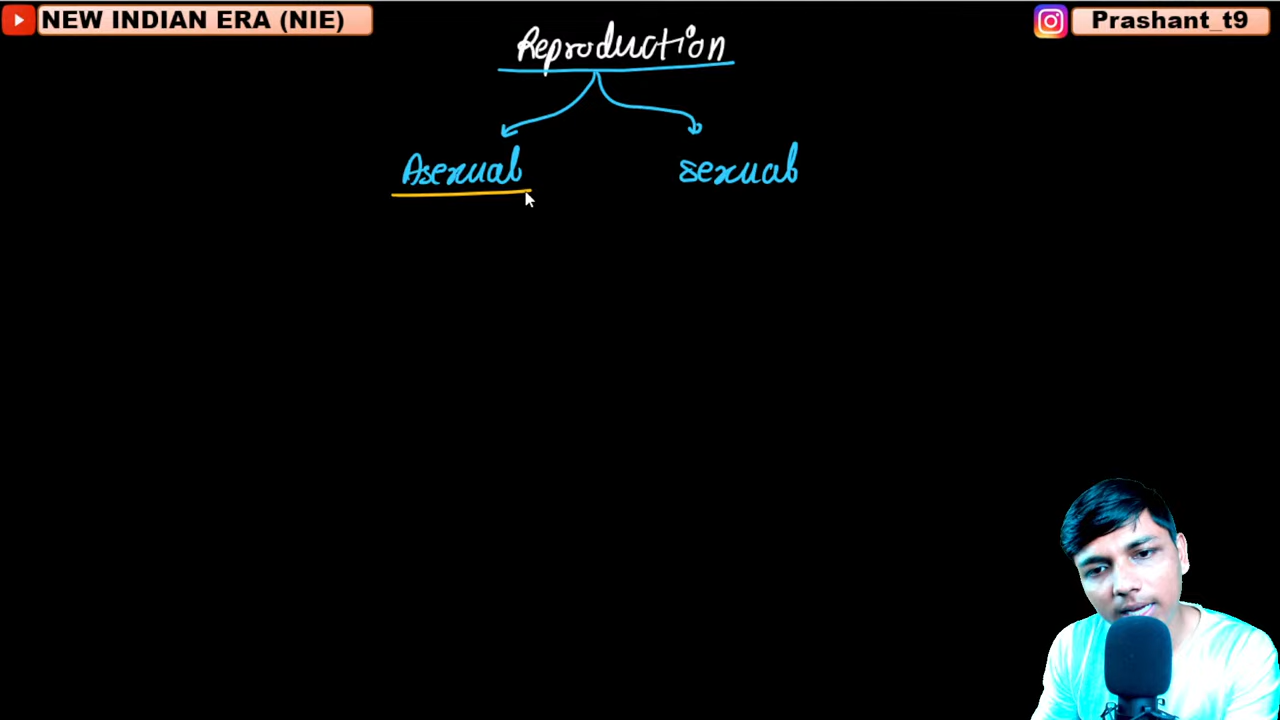 NEW INDIAN ERA (NIE)
Prashant_t9
Reproduction
Asexual
sexual